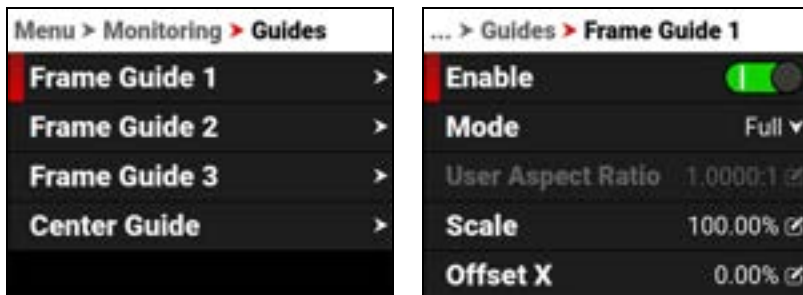 Menu > Monitoring > Guides
Frame Guide 1 >
Frame Guide 2 >
Frame Guide 3 >
Center Guide >
... > Guides > Frame Guide 1
Enable
Mode Full
User Aspect Ratio 1.0000:1
Scale 100.00%
Offset X 0.00%